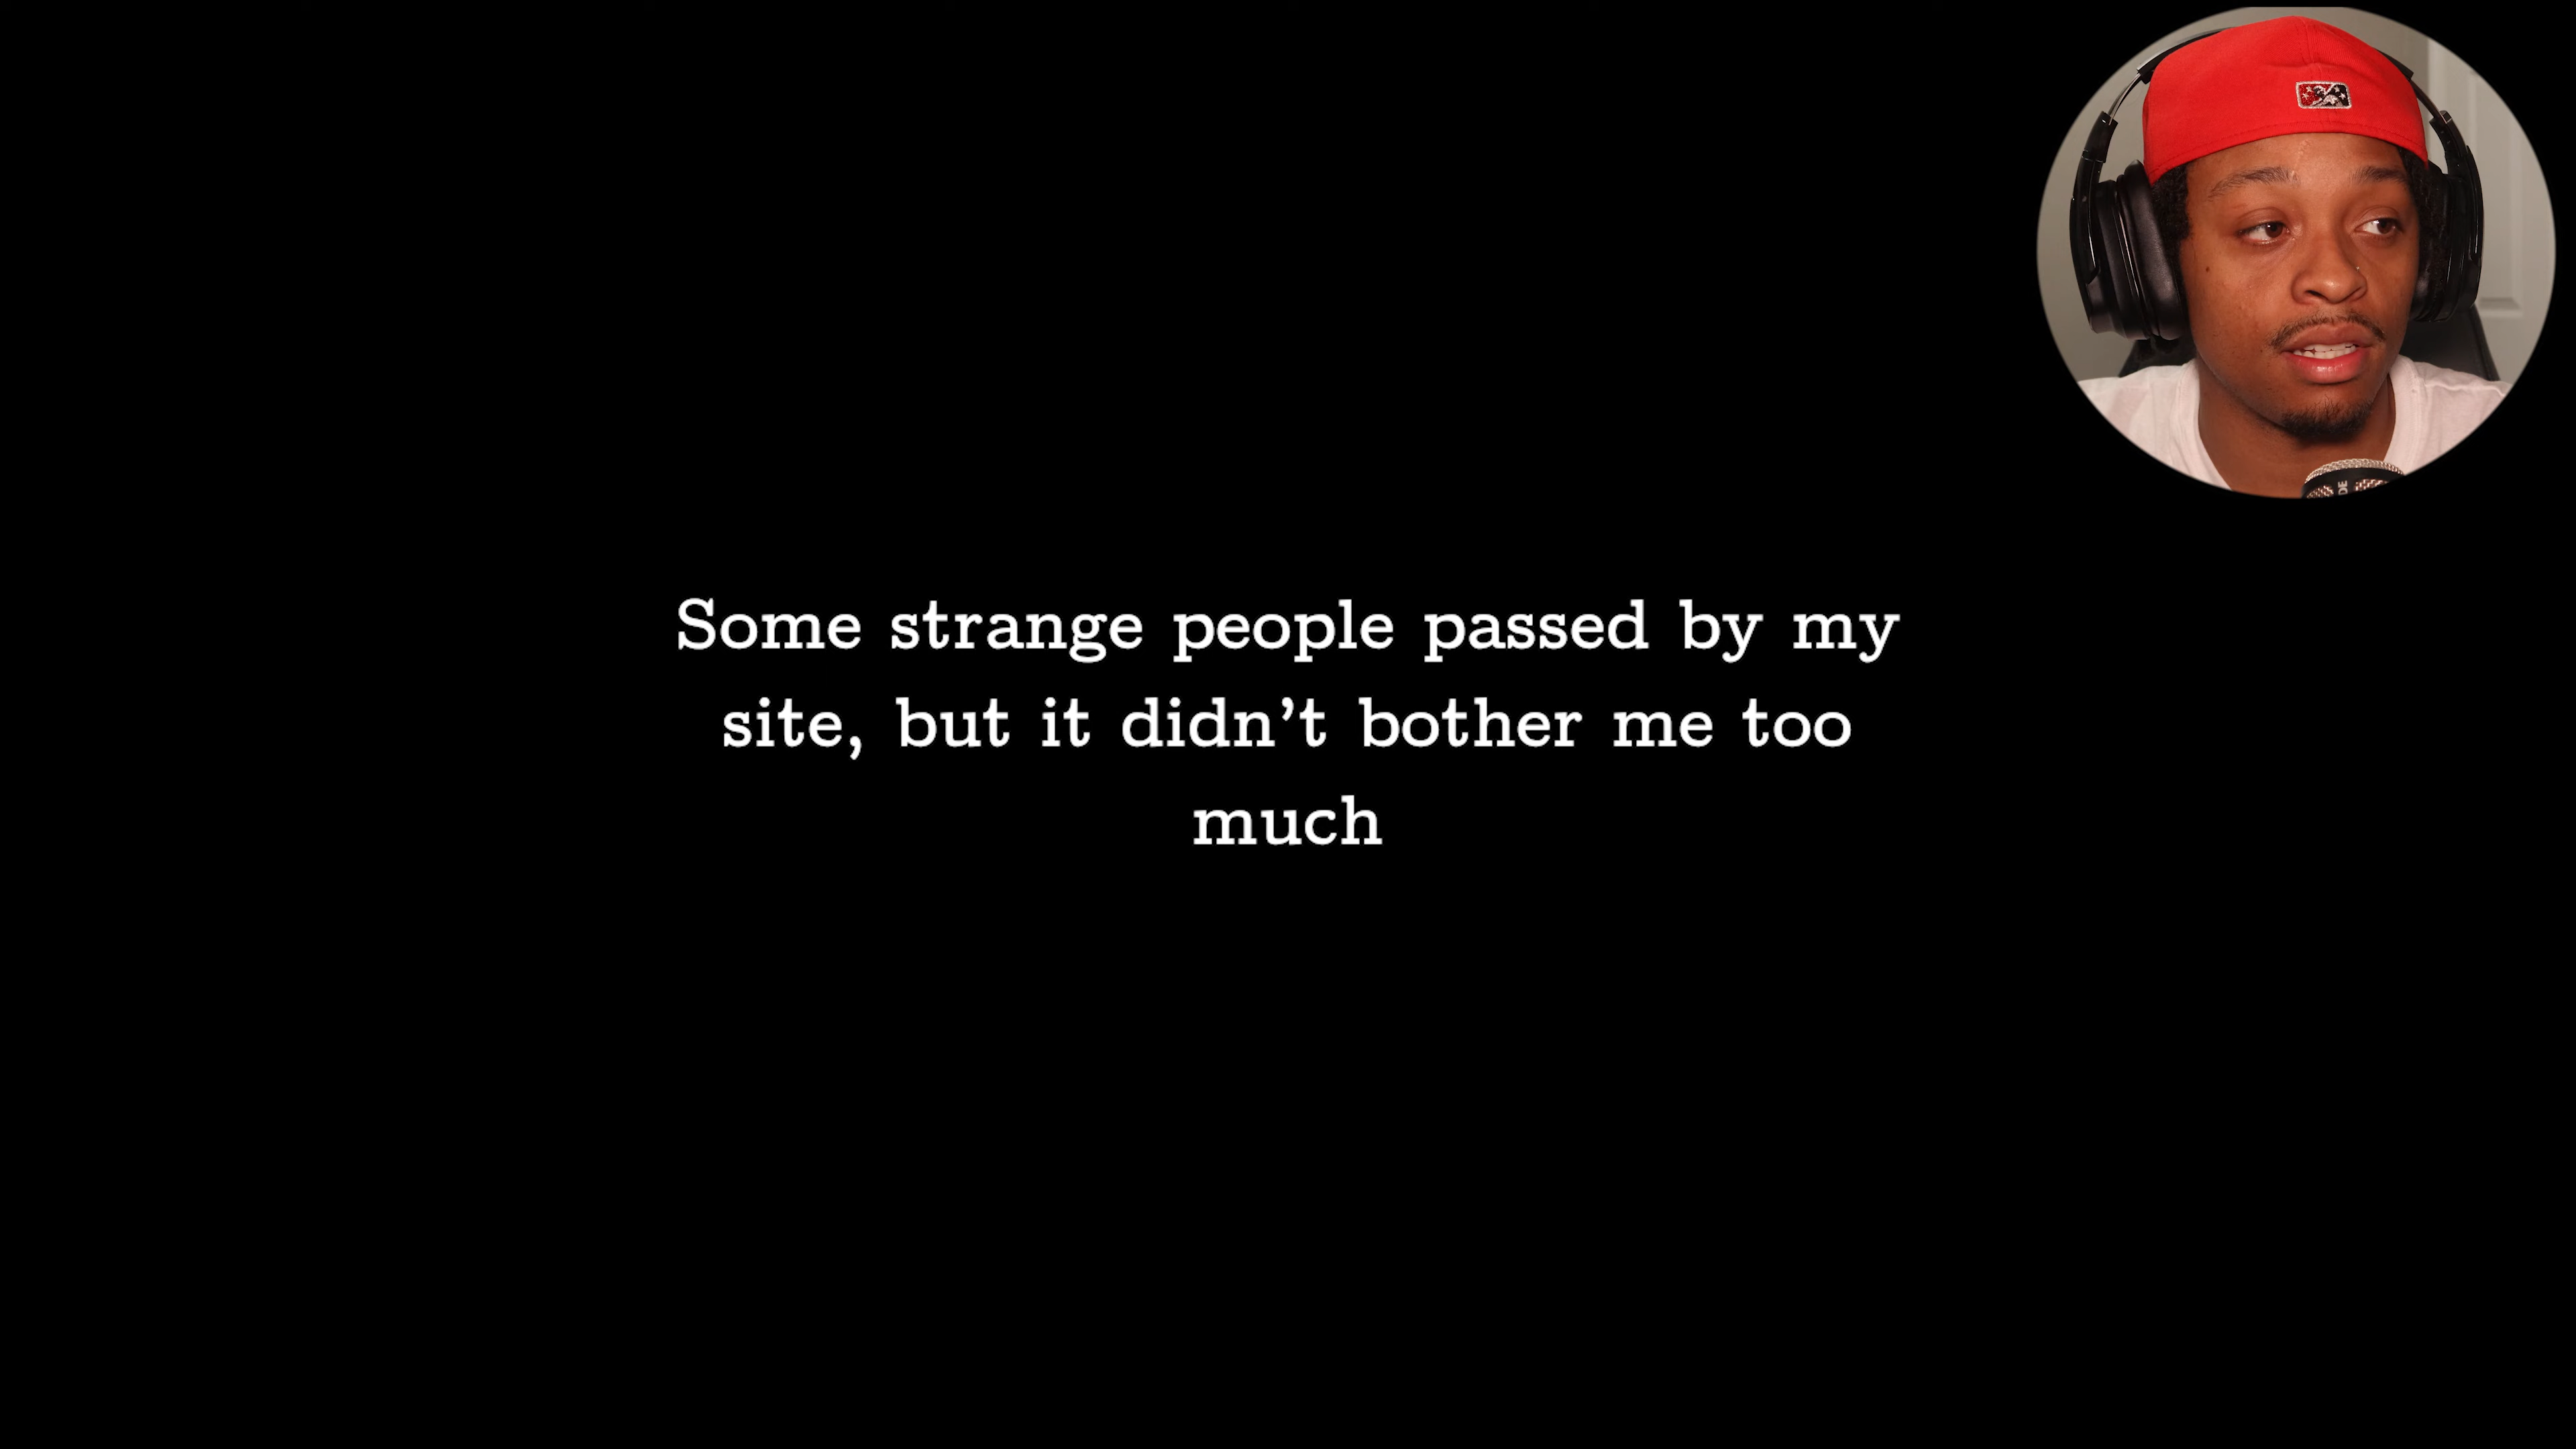 Some strange people passed by my
site, but it didn’t bother me too
much